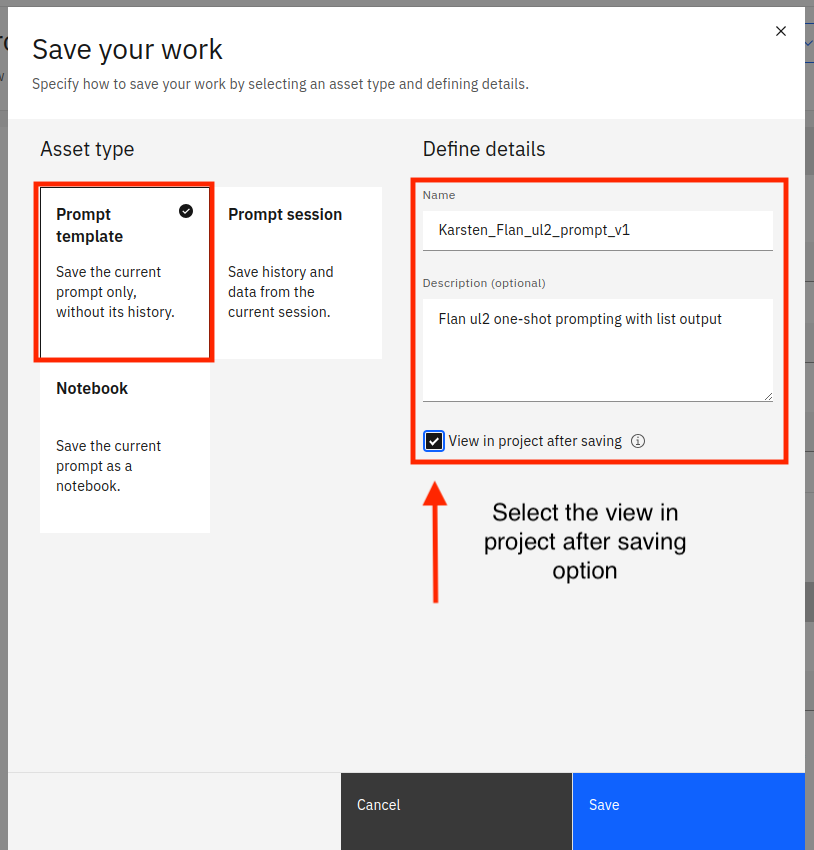 Save your work
Specify how to save your work by selecting an asset type and defining details.
Asset type
Prompt
template
Save the current
prompt only,
without its history.
Prompt session
Save history and
data from the
current session.
Notebook
Save the current
prompt as a
notebook.
Define details
Name
Karsten_Flan_ul2_prompt_v1
Description (optional)
Flan ul2 one-shot prompting with list output
View in project after saving
Select the view in
project after saving
option
Cancel
Save